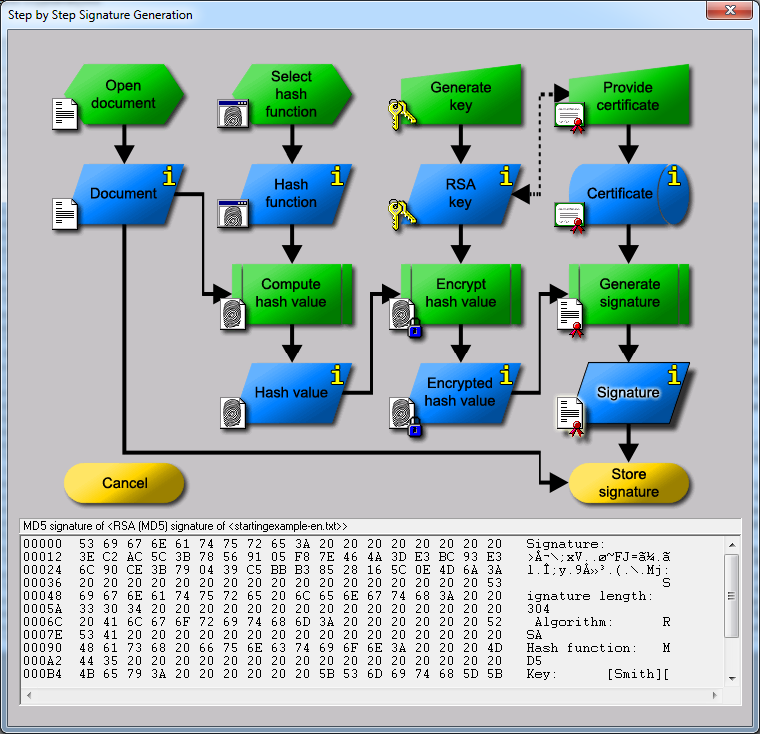 Step by Step Signature Generation
Open
document
Select
hash
function
Generate
key
Provide
certificate
Document
i
Hash
function
i
RSA
key
i
Certificate
i
Compute
hash value
Encrypt
hash value
Generate
signature
Hash value
i
Encrypted
hash value
i
Signature
i
Cancel
Store
signature
MD5 signature of <RSA (MD5) signature of <startingexample-en.txt>>
00000 53 69 67 6E 61 74 75 72 65 3A 20 20 20 20 20 20 20 20 Signature:
00012 3E C2 AC 5C 3B 78 56 91 05 F8 7E 46 4A 3D E3 BC 93 E3
00024 6C 90 CE 3B 79 04 39 C5 BB B3 85 28 16 5C 0E 4D 6A 3A
00036 20 20 20 20 20 20 20 20 20 20 20 20 20 20 20 20 20 53 S
00048 69 67 6E 61 74 75 72 65 20 6C 65 6E 67 74 68 3A 20 20 ignature length:
0005A 33 30 34 20 20 20 20 20 20 20 20 20 20 20 20 20 20 20 304
0006C 20 41 6C 67 6F 72 69 74 68 6D 3A 20 20 20 20 20 20 52 Algorithm: R
0007E 53 41 20 20 20 20 20 20 20 20 20 20 20 20 20 20 20 20 SA
00090 48 61 73 68 20 66 75 6E 63 74 69 6F 6E 3A 20 20 20 4D Hash function: M
000A2 44 35 20 20 20 20 20 20 20 20 20 20 20 20 20 20 20 20 D5
000B4 4B 65 79 3A 20 20 20 20 20 20 5B 53 6D 69 74 68 5D 5B Key: [Smith][